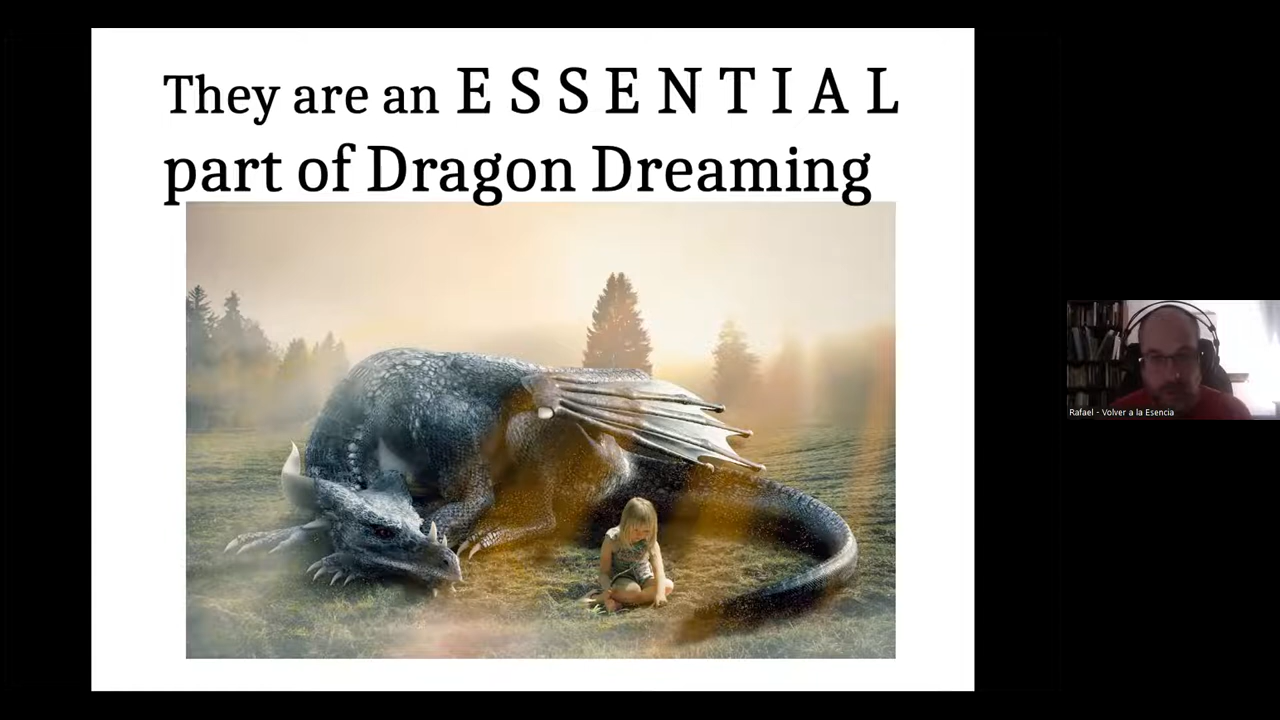 They are an E S S E N T I A L
part of Dragon Dreaming
Rafael - Volver a la Esencia